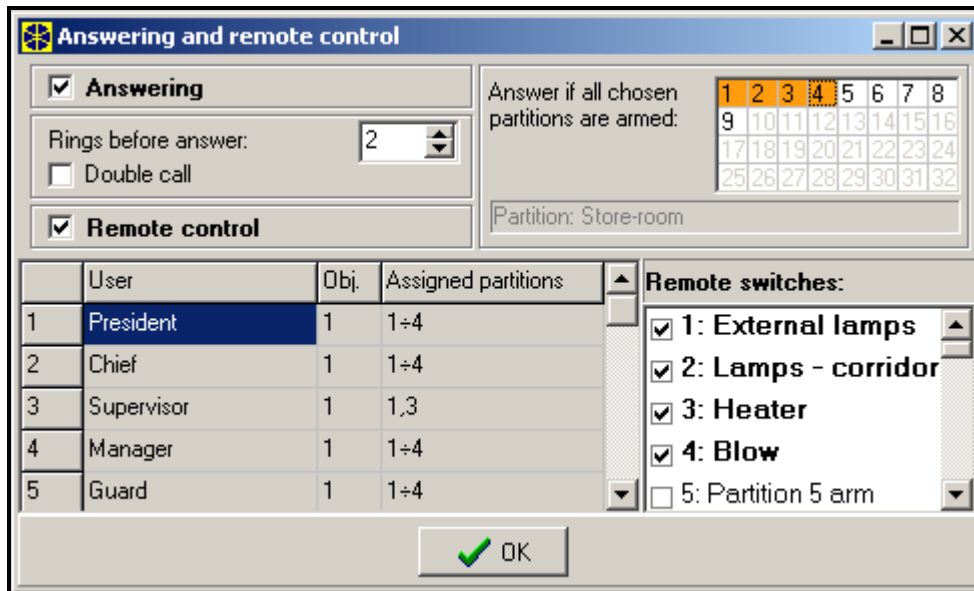 Answering and remote control
Answering
Rings before answer: 2
Double call
Remote control
Answer if all chosen
partitions are armed:
1 2 3 4 5 6 7 8
9 10 11 12 13 14 15 16
17 18 19 20 21 22 23 24
25 26 27 28 29 30 31 32
Partition: Store-room
User Obj. Assigned partitions
1 President 1 1÷4
2 Chief 1 1÷4
3 Supervisor 1 1,3
4 Manager 1 1÷4
5 Guard 1 1÷4
Remote switches:
1: External lamps
2: Lamps - corridor
3: Heater
4: Blow
5: Partition 5 arm
OK